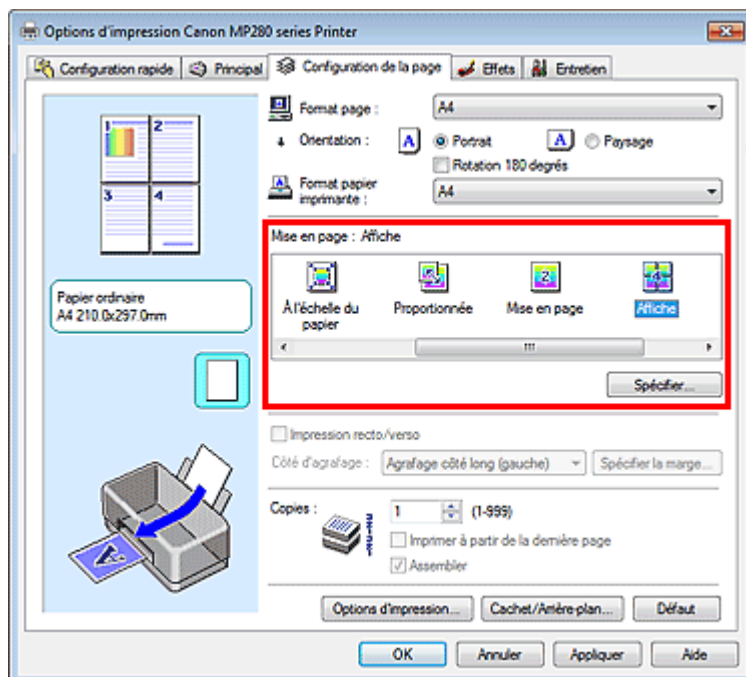 Options d'impression Canon MP280 series Printer
Configuration rapide Principal Configuration de la page Effets Entretien
1 2
3 4
Papier ordinaire
A4 210.0x297.0mm
Format page : A4
Orientation : A Portrait A Paysage
Rotation 180 degrés
Format papier
imprimante : A4
Mise en page : Affiche
À l'échelle du
papier
Proportionnée
Mise en page
Affiche
Spécifier...
Impression recto/verso
Côté d'agrafage : Agrafage côté long (gauche) Spécifier la marge...
Copies : 1 (1-999)
Imprimer à partir de la dernière page
Assembler
Options d'impression... Cachet/Arrière-plan... Défaut
OK Annuler Appliquer Aide